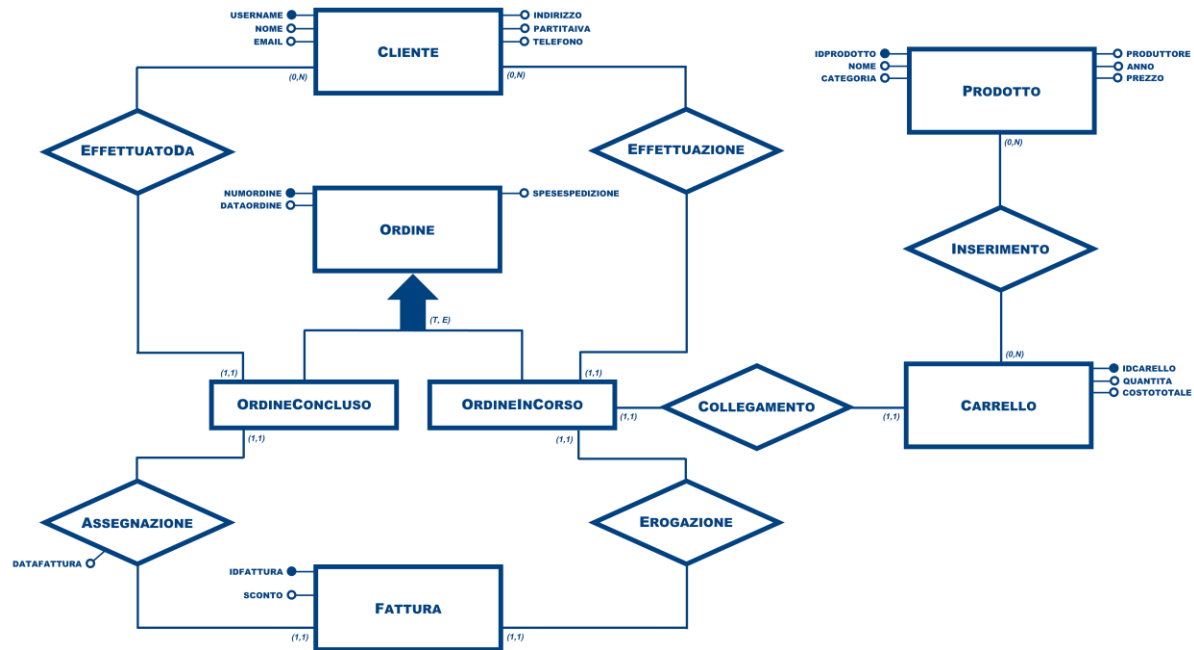 USERNAME
NOME
EMAIL
CLIENTE
INDIRIZZO
PARTITAIVA
TELEFONO
(0,N)
(0,N)
IDPRODOTTO
NOME
CATEGORIA
PRODOTTO
PRODUTTORE
ANNO
PREZZO
(0,N)
EFFETTUATODA
EFFETTUAZIONE
NUMORDINE
DATAORDINE
ORDINE
SPESESPEDIZIONE
INSERIMENTO
(T, E)
(0,N)
(1,1)
ORDINECONCLUSO
(1,1)
(1,1)
ORDINEINCORSO
(1,1)
(1,1)
COLLEGAMENTO
(1,1)
CARRELLO
IDCARELLO
QUANTITA
COSTOTOTALE
ASSEGNAZIONE
DATAFATTURA
EROGAZIONE
IDFATTURA
SCONTO
FATTURA
(1,1)
(1,1)